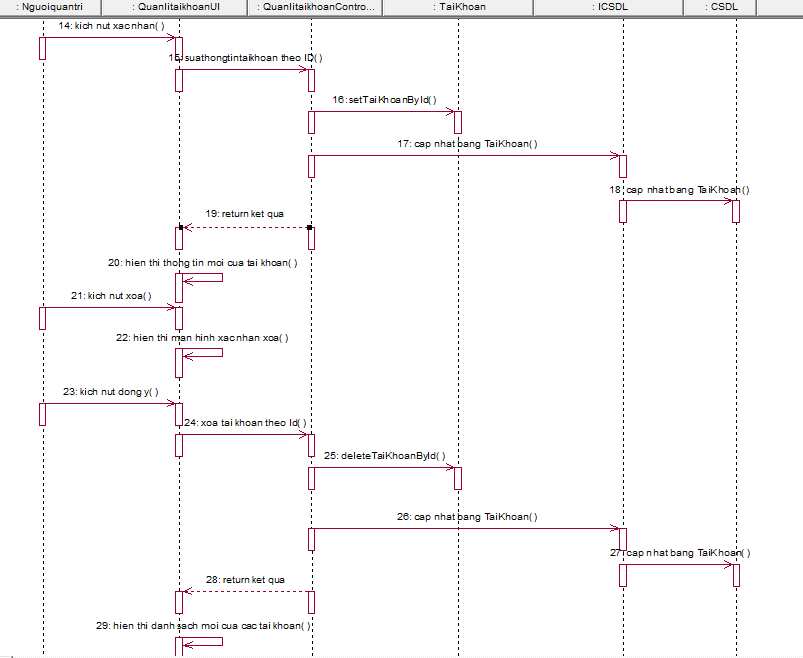 : Nguoiquantri
: QuanlitaikhoanUI
: QuanlitaikhoanContro...
: TaiKhoan
: ICSDL
: CSDL
14: kich nut xac nhan( )
15: suathongtintaikhoan theo ID( )
16: setTaiKhoanById( )
17: cap nhat bang TaiKhoan( )
18: cap nhat bang TaiKhoan( )
19: return ket qua
20: hien thi thong tin moi cua tai khoan( )
21: kich nut xoa( )
22: hien thi man hinh xac nhan xoa( )
23: kich nut dong y( )
24: xoa tai khoan theo Id( )
25: deleteTaiKhoanById( )
26: cap nhat bang TaiKhoan( )
27: cap nhat bang TaiKhoan( )
28: return ket qua
29: hien thi danh sach moi cua cac tai khoan( )